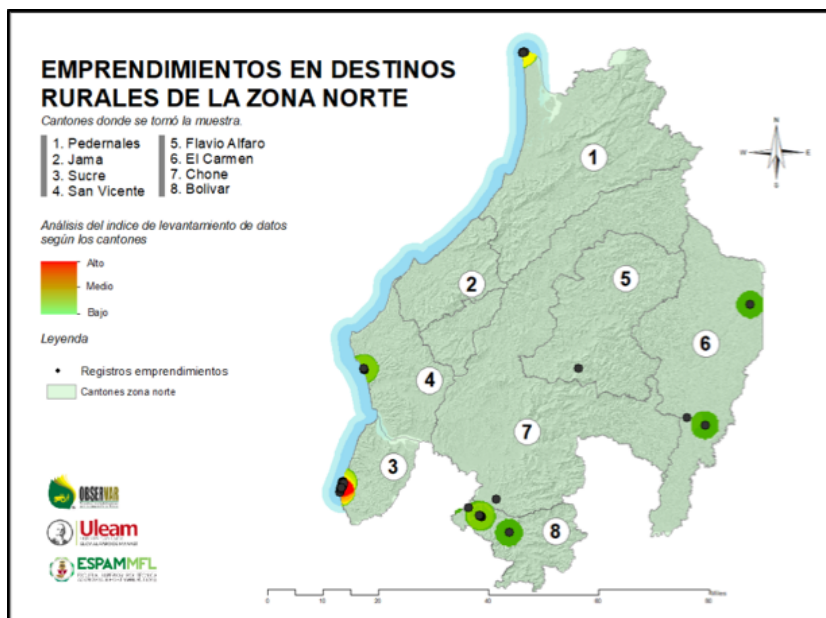 EMPRENDIMIENTOS EN DESTINOS
RURALES DE LA ZONA NORTE
Cantones donde se tomó la muestra.
1. Pedernales
2. Jama
3. Sucre
4. San Vicente
5. Flavio Alfaro
6. El Carmen
7. Chone
8. Bolivar
Análisis del indice de levantamiento de datos
según los cantones
Alto
Medio
Bajo
Leyenda
Registros emprendimientos
Cantones zona norte
OBSERVAR
Uleam
ESPAMMFL
N
W
E
S
1
2
5
6
4
7
3
8
0
10
20
40
60
80
Miles